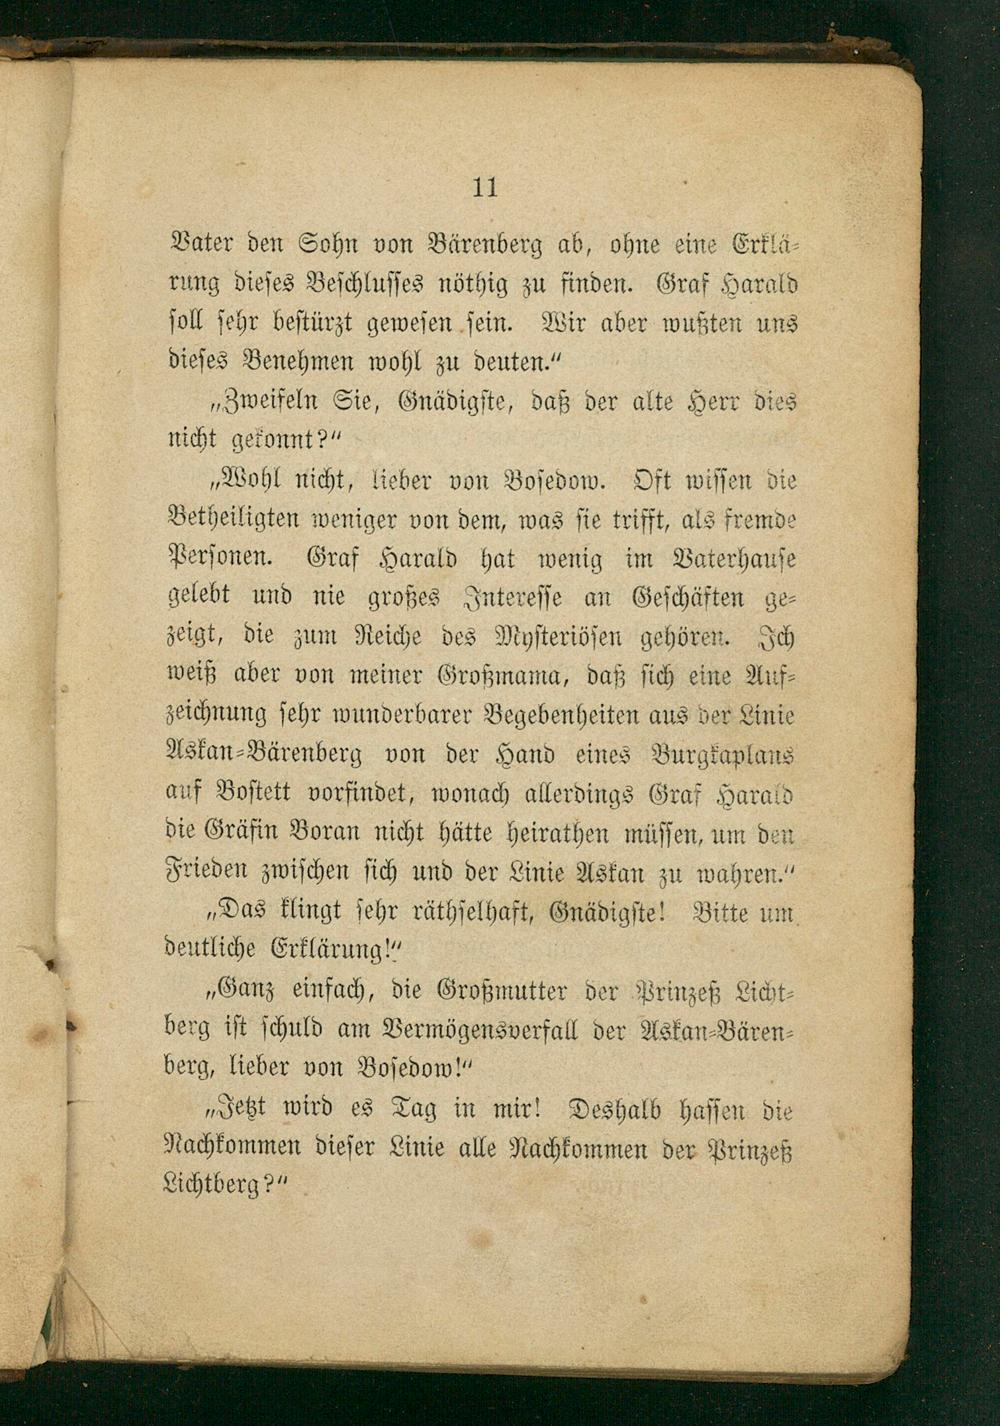 11
Vater den Sohn von Bärenberg ab, ohne eine Erklä-
rung dieses Beschlusses nöthig zu finden. Graf Harald
soll sehr bestürzt gewesen sein. Wir aber wußten uns
dieses Benehmen wohl zu deuten.“
„Zweifeln Sie, Gnädigste, daß der alte Herr dies
nicht gekonnt?“
„Wohl nicht, lieber von Bosedow. Oft wissen die
Betheiligten weniger von dem, was sie trifft, als fremde
Personen. Graf Harald hat wenig im Vaterhause
gelebt und nie großes Interesse an Geschäften ge-
zeigt, die zum Reiche des Mysteriösen gehören. Ich
weiß aber von meiner Großmama, daß sich eine Auf-
zeichnung sehr wunderbarer Begebenheiten aus der Linie
Askan-Bärenberg von der Hand eines Burgkaplans
auf Bostett vorfindet, wonach allerdings Graf Harald
die Gräfin Boran nicht hätte heirathen müssen, um den
Frieden zwischen sich und der Linie Askan zu wahren.“
„Das klingt sehr räthselhaft, Gnädigste! Bitte um
deutliche Erklärung!“
„Ganz einfach, die Großmutter der Prinzeß Licht-
berg ist schuld am Vermögensverfall der Askan-Bären-
berg, lieber von Bosedow!“
„Jetzt wird es Tag in mir! Deshalb hassen die
Nachkommen dieser Linie alle Nachkommen der Prinzeß
Lichtberg?“